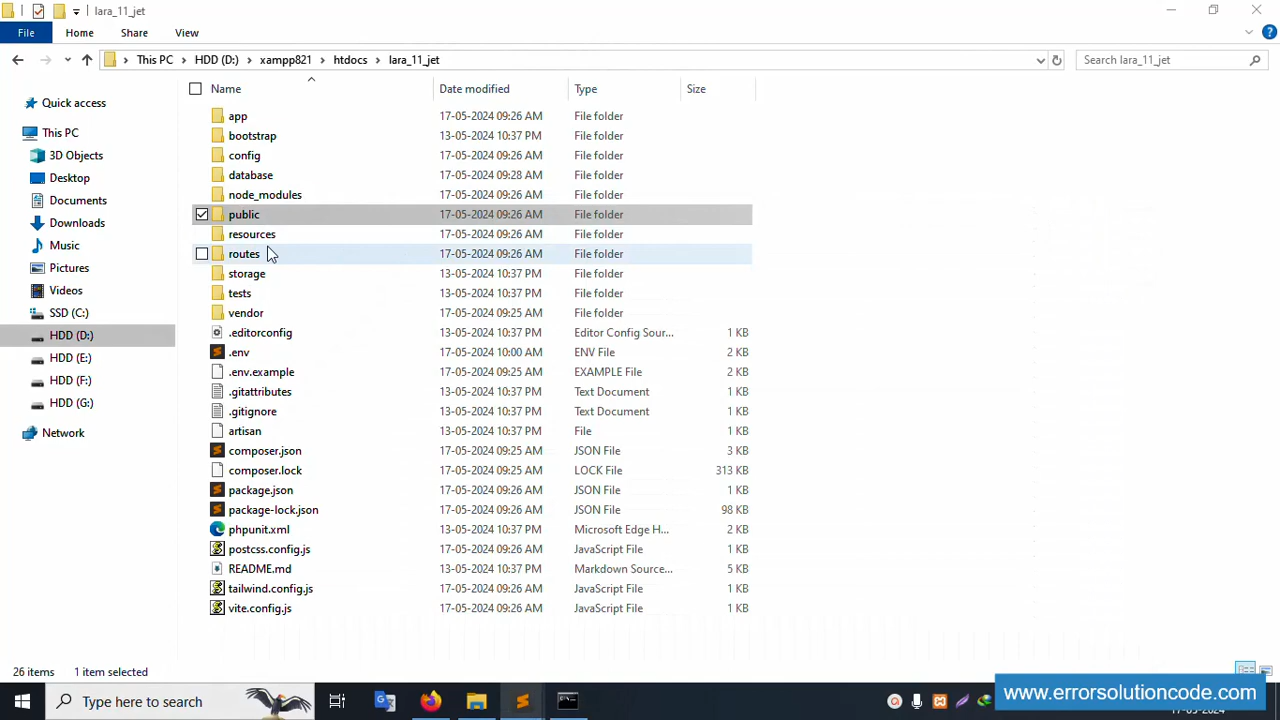 lara_11_jet
File Home Share View
This PC HDD (D:) xampp821 htdocs lara_11_jet Search lara_11_jet
Name Date modified Type Size
Quick access
This PC
3D Objects
Desktop
Documents
Downloads
Music
Pictures
Videos
SSD (C:)
HDD (D:)
HDD (E:)
HDD (F:)
HDD (G:)
Network
app 17-05-2024 09:26 AM File folder
bootstrap 13-05-2024 10:37 PM File folder
config 17-05-2024 09:26 AM File folder
database 17-05-2024 09:28 AM File folder
node_modules 17-05-2024 09:26 AM File folder
public 17-05-2024 09:26 AM File folder
resources 17-05-2024 09:26 AM File folder
routes 17-05-2024 09:26 AM File folder
storage 13-05-2024 10:37 PM File folder
tests 13-05-2024 10:37 PM File folder
vendor 17-05-2024 09:25 AM File folder
.editorconfig 13-05-2024 10:37 PM Editor Config Sour... 1 KB
.env 17-05-2024 10:00 AM ENV File 2 KB
.env.example 17-05-2024 09:25 AM EXAMPLE File 2 KB
.gitattributes 13-05-2024 10:37 PM Text Document 1 KB
.gitignore 13-05-2024 10:37 PM Text Document 1 KB
artisan 13-05-2024 10:37 PM File 1 KB
composer.json 17-05-2024 09:25 AM JSON File 3 KB
composer.lock 17-05-2024 09:25 AM LOCK File 313 KB
package.json 17-05-2024 09:26 AM JSON File 1 KB
package-lock.json 17-05-2024 09:26 AM JSON File 98 KB
phpunit.xml 13-05-2024 10:37 PM Microsoft Edge H... 2 KB
postcss.config.js 17-05-2024 09:26 AM JavaScript File 1 KB
README.md 13-05-2024 10:37 PM Markdown Source... 5 KB
tailwind.config.js 17-05-2024 09:26 AM JavaScript File 1 KB
vite.config.js 17-05-2024 09:26 AM JavaScript File 1 KB
26 items 1 item selected
Type here to search
www.errorsolutioncode.com